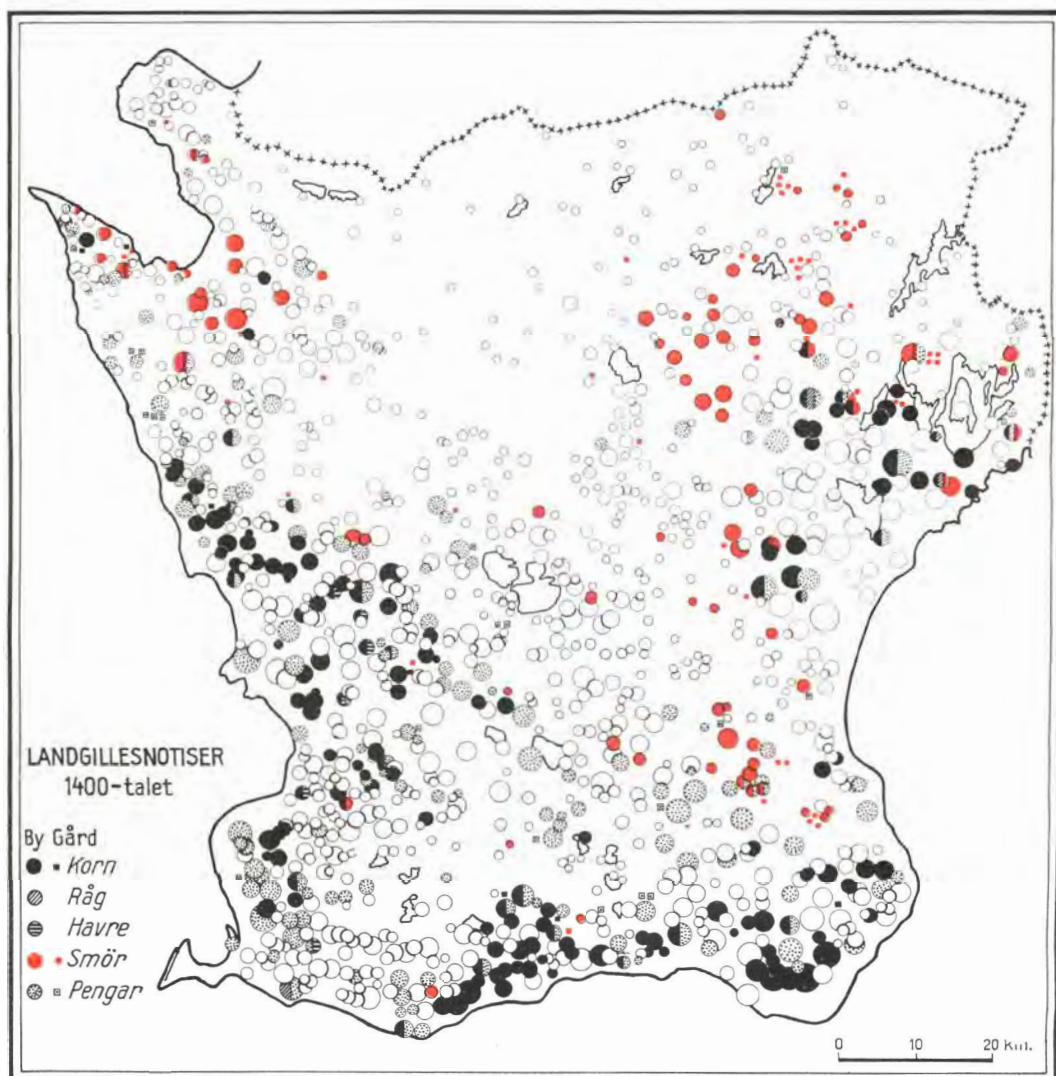 LANDGILLESNOTISER
1400-talet
By Gård
Korn
Råg
Havre
Smör
Pengar
0 10 20 Km.